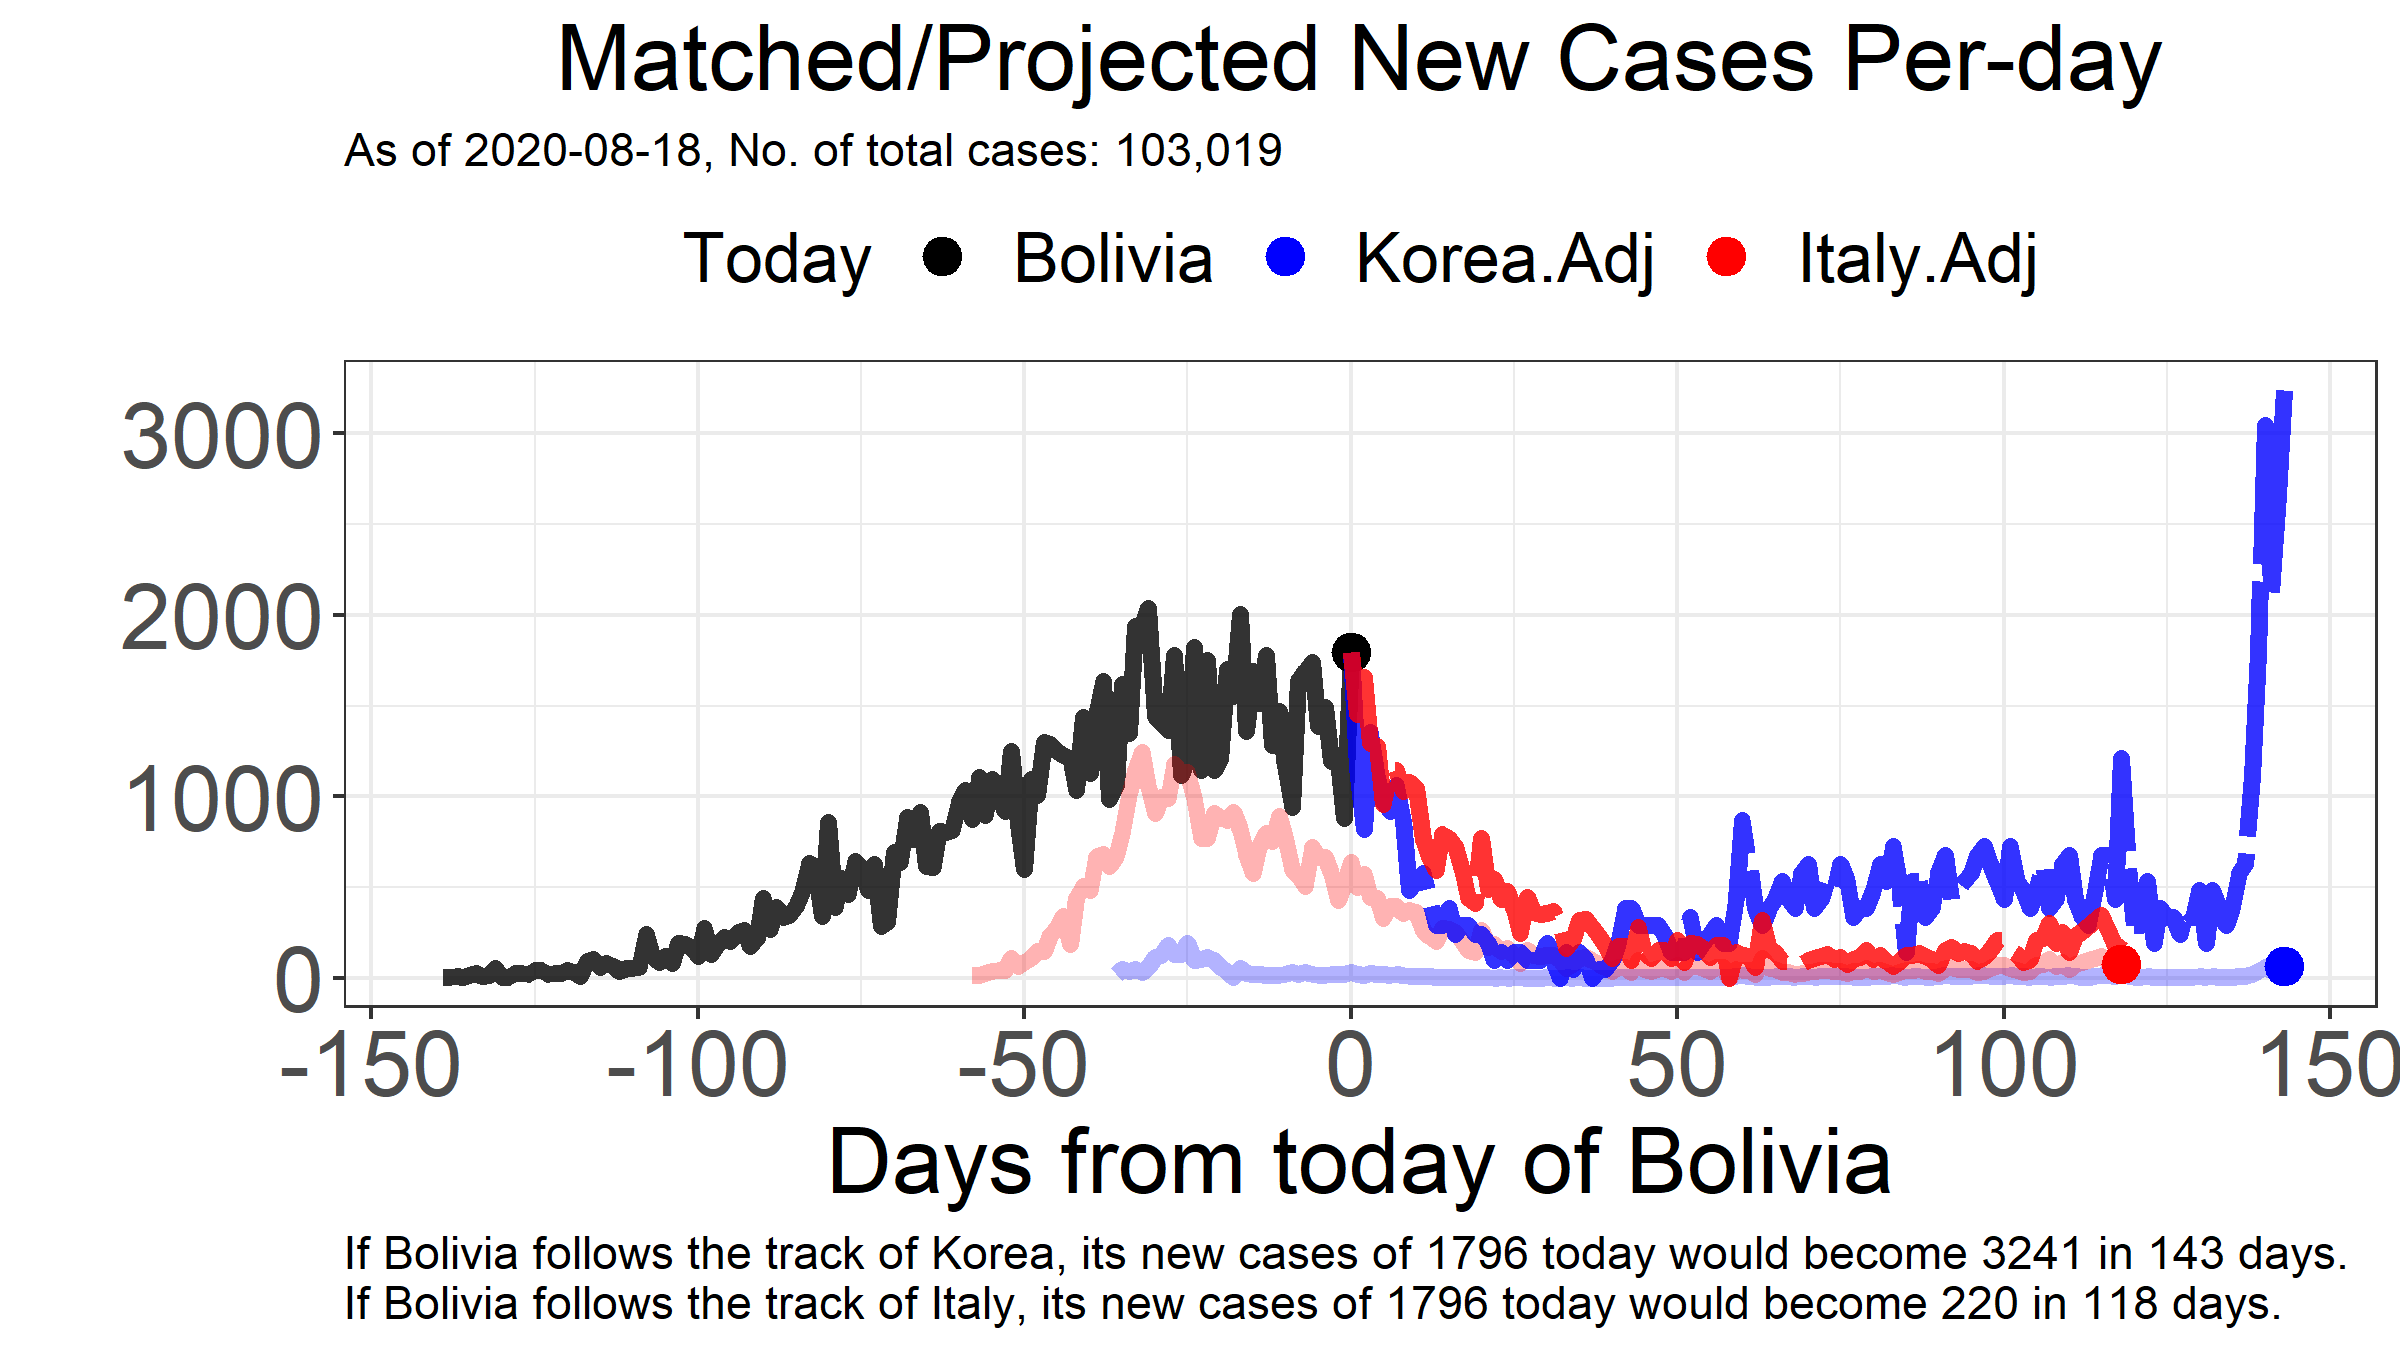 Matched/Projected New Cases Per-day
As of 2020-08-18, No. of total cases: 103,019
Today Bolivia Korea.Adj Italy.Adj
3000
2000
1000
0
-150 -100 -50 0 50 100 150
Days from today of Bolivia
If Bolivia follows the track of Korea, its new cases of 1796 today would become 3241 in 143 days.
If Bolivia follows the track of Italy, its new cases of 1796 today would become 220 in 118 days.